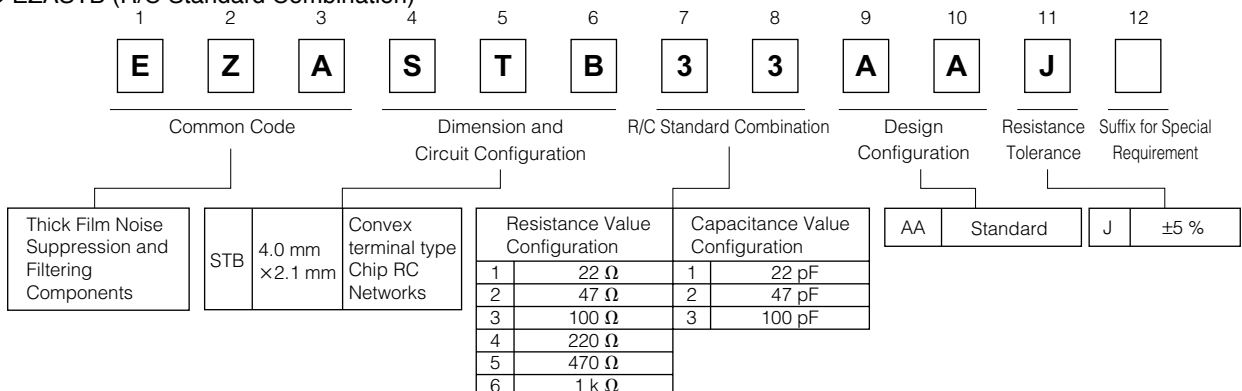 EZASTB (R/C Standard Combination)
1 2 3 4 5 6 7 8 9 10 11 12
E Z A S T B 3 3 A A J
Common Code
Dimension and
Circuit Configuration
R/C Standard Combination
Design
Configuration
Resistance
Tolerance
Suffix for Special
Requirement
Thick Film Noise
Suppression and
Filtering
Components
STB
4.0 mm
×2.1 mm
Convex
terminal type
Chip RC
Networks
Resistance Value
Configuration
1 22 Ω
2 47 Ω
3 100 Ω
4 220 Ω
5 470 Ω
6 1 k Ω
Capacitance Value
Configuration
1 22 pF
2 47 pF
3 100 pF
AA Standard
J ±5 %